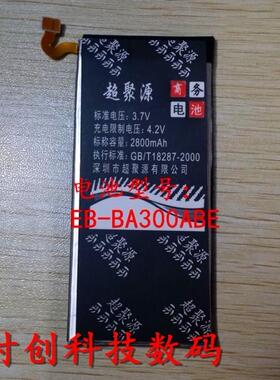 超聚源
商务
电池
标准电压: 3.7V
充电限制电压: 4.2V
标称容量: 2800mAh
执行标准: GB/T18287-2000
深圳市超聚源有限公司
电池型号:
EB-BA300ABE
超聚源
时创科技数码